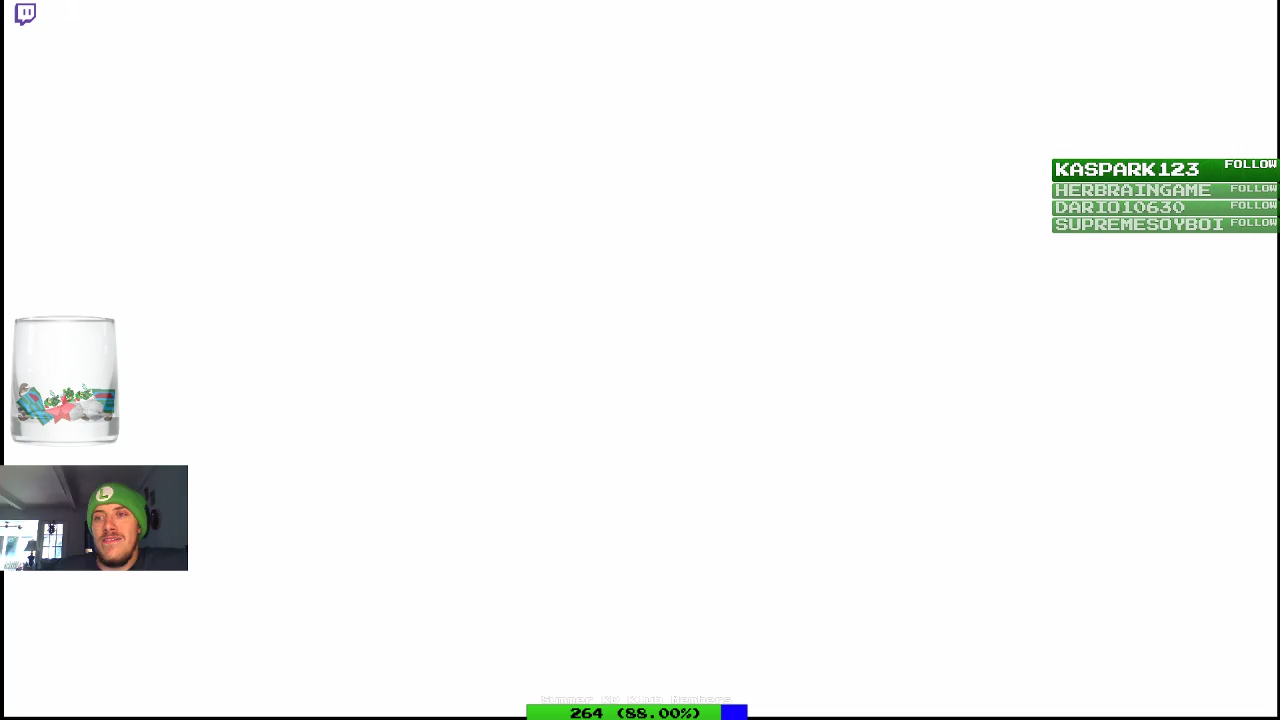 KASPARK123 FOLLOW
HERBRAINGAME FOLLOW
DARIO10630 FOLLOW
SUPREMESOYBOI FOLLOW
264 (88.00%)